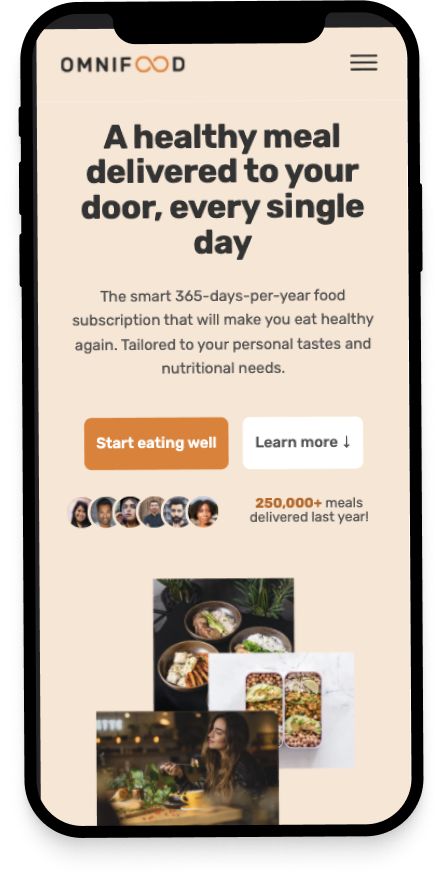 OMNIFOOD
A healthy meal
delivered to your
door, every single
day
The smart 365-days-per-year food
subscription that will make you eat healthy
again. Tailored to your personal tastes and
nutritional needs.
Start eating well
Learn more ↓
250,000+ meals
delivered last year!